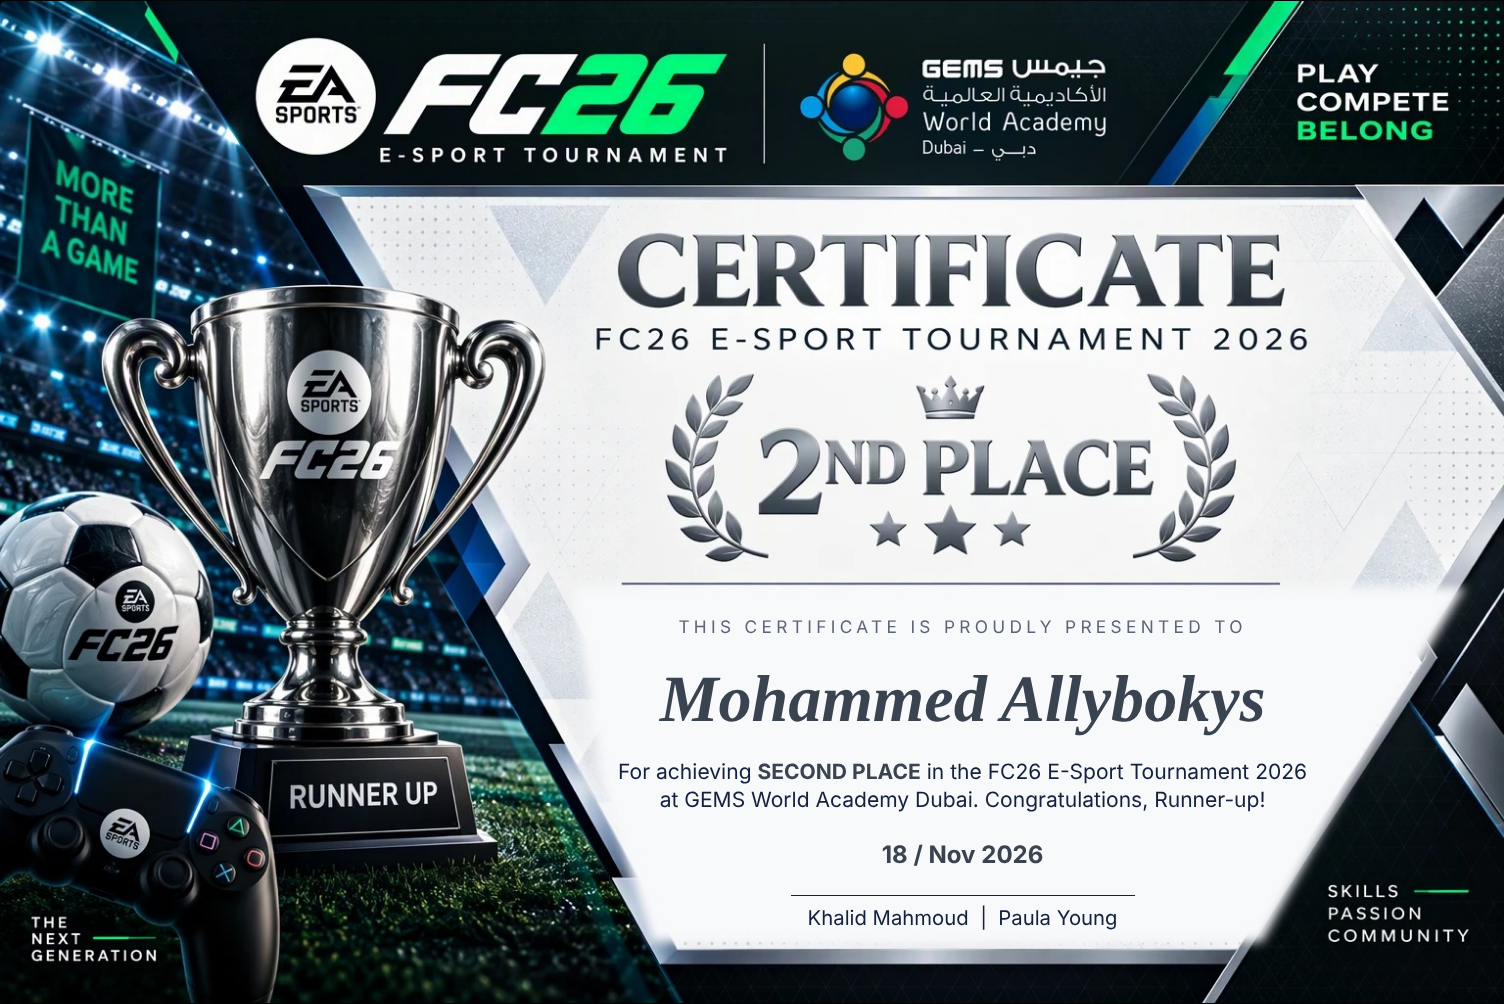 EA
SPORTS
FC26
E-SPORT TOURNAMENT
GEMS جيمس
الأكاديمية العالمية
World Academy
Dubai – دبي
PLAY
COMPETE
BELONG
MORE
THAN
A GAME
CERTIFICATE
FC26 E-SPORT TOURNAMENT 2026
2ND PLACE
EA
SPORTS
FC26
EA
SPORTS
FC26
RUNNER UP
EA
SPORTS
THIS CERTIFICATE IS PROUDLY PRESENTED TO
Mohammed Allybokys
For achieving SECOND PLACE in the FC26 E-Sport Tournament 2026
at GEMS World Academy Dubai. Congratulations, Runner-up!
18 / Nov 2026
Khalid Mahmoud | Paula Young
THE
NEXT
GENERATION
SKILLS
PASSION
COMMUNITY